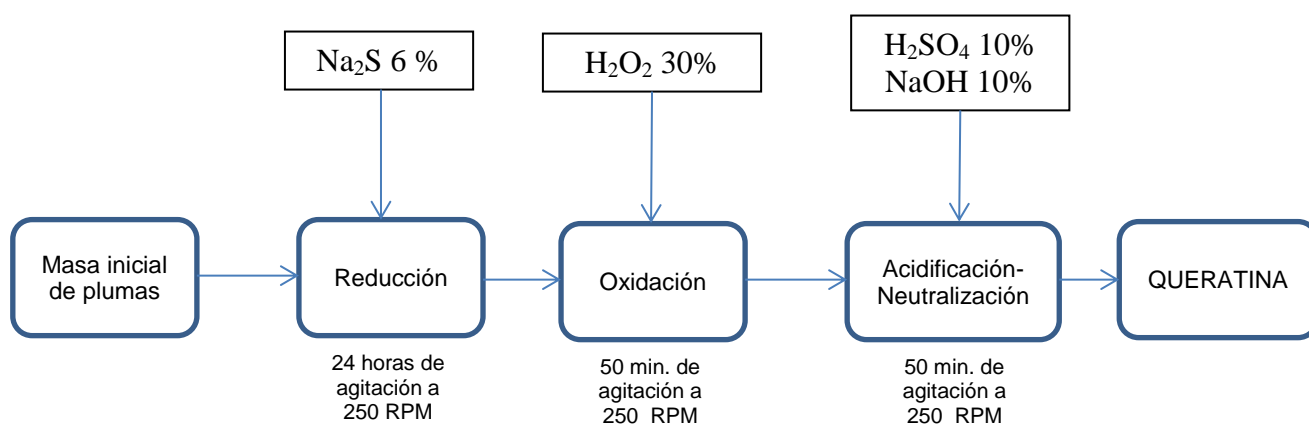 Na₂S 6 %
H₂O₂ 30%
H₂SO₄ 10%
NaOH 10%
Masa inicial
de plumas
Reducción
Oxidación
Acidificación-
Neutralización
QUERATINA
24 horas de
agitación a
250 RPM
50 min. de
agitación a
250 RPM
50 min. de
agitación a
250 RPM